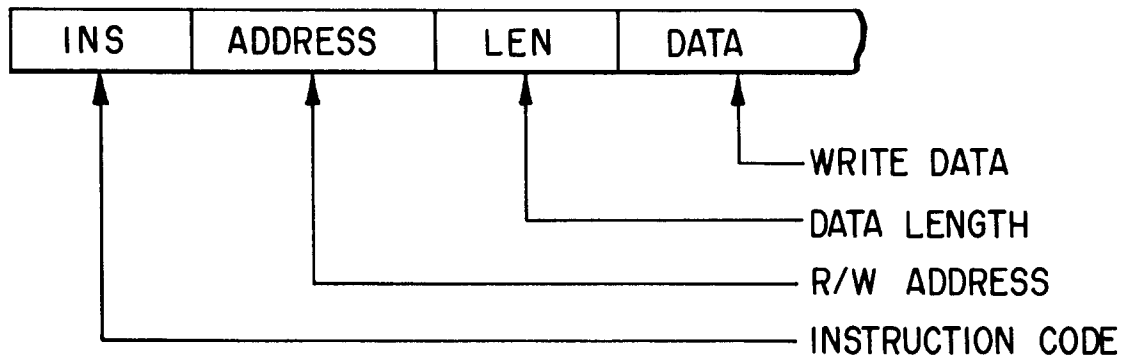 INS ADDRESS LEN DATA
WRITE DATA
DATA LENGTH
R/W ADDRESS
INSTRUCTION CODE